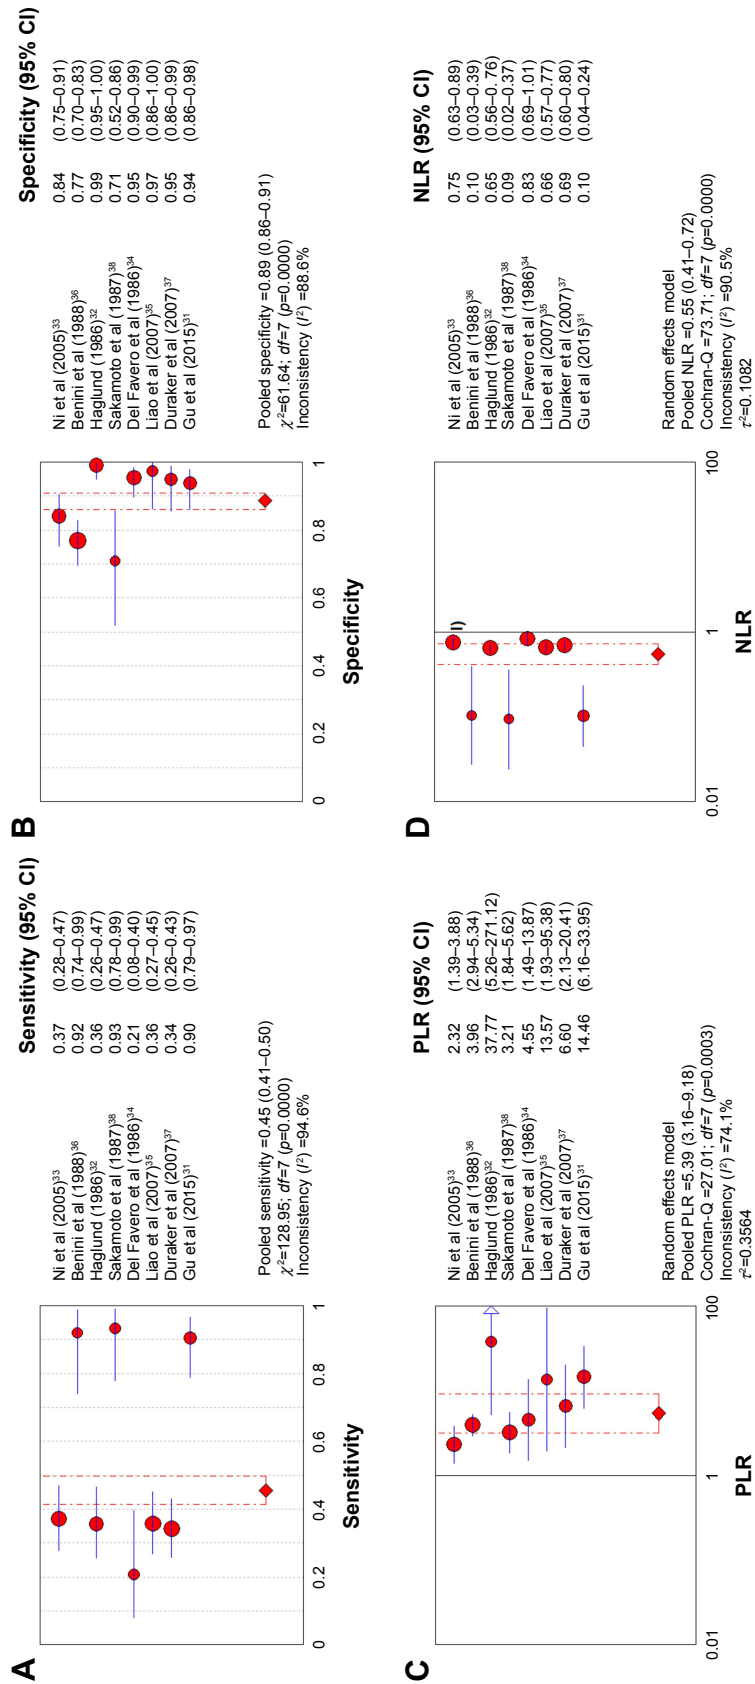 A
Sensitivity (95% CI)
Ni et al (2005)33 0.37 (0.28–0.47)
Benini et al (1988)36 0.92 (0.74–0.99)
Haglund (1986)32 0.36 (0.26–0.47)
Sakamoto et al (1987)38 0.93 (0.78–0.99)
Del Favero et al (1986)34 0.21 (0.08–0.40)
Liao et al (2007)35 0.36 (0.27–0.45)
Duraker et al (2007)37 0.34 (0.26–0.43)
Gu et al (2015)31 0.90 (0.79–0.97)
Pooled sensitivity =0.45 (0.41–0.50)
χ2=128.95; df=7 (p=0.0000)
Inconsistency (I2) =94.6%
0 0.2 0.4 0.6 0.8 1
Sensitivity
B
Specificity (95% CI)
Ni et al (2005)33 0.84 (0.75–0.91)
Benini et al (1988)36 0.77 (0.70–0.83)
Haglund (1986)32 0.99 (0.95–1.00)
Sakamoto et al (1987)38 0.71 (0.52–0.86)
Del Favero et al (1986)34 0.95 (0.90–0.99)
Liao et al (2007)35 0.97 (0.86–1.00)
Duraker et al (2007)37 0.95 (0.86–0.99)
Gu et al (2015)31 0.94 (0.86–0.98)
Pooled specificity =0.89 (0.86–0.91)
χ2=61.64; df=7 (p=0.0000)
Inconsistency (I2) =88.6%
0 0.2 0.4 0.6 0.8 1
Specificity
C
PLR (95% CI)
Ni et al (2005)33 2.32 (1.39–3.88)
Benini et al (1988)36 3.96 (2.94–5.34)
Haglund (1986)32 37.77 (5.26–271.12)
Sakamoto et al (1987)38 3.21 (1.84–5.62)
Del Favero et al (1986)34 4.55 (1.49–13.87)
Liao et al (2007)35 13.57 (1.93–95.38)
Duraker et al (2007)37 6.60 (2.13–20.41)
Gu et al (2015)31 14.46 (6.16–33.95)
Random effects model
Pooled PLR =5.39 (3.16–9.18)
Cochran-Q =27.01; df=7 (p=0.0003)
Inconsistency (I2) =74.1%
τ2=0.3564
0.01 1 100
PLR
D
NLR (95% CI)
Ni et al (2005)33 0.75 (0.63–0.89)
Benini et al (1988)36 0.10 (0.03–0.39)
Haglund (1986)32 0.65 (0.56–0.76)
Sakamoto et al (1987)38 0.09 (0.02–0.37)
Del Favero et al (1986)34 0.83 (0.69–1.01)
Liao et al (2007)35 0.66 (0.57–0.77)
Duraker et al (2007)37 0.69 (0.60–0.80)
Gu et al (2015)31 0.10 (0.04–0.24)
Random effects model
Pooled NLR =0.55 (0.41–0.72)
Cochran-Q =73.71; df=7 (p=0.0000)
Inconsistency (I2) =90.5%
τ2=0.1082
0.01 1 100
NLR